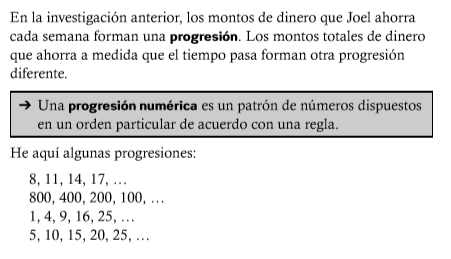 En la investigación anterior, los montos de dinero que Joel ahorra
cada semana forman una progresión. Los montos totales de dinero
que ahorra a medida que el tiempo pasa forman otra progresión
diferente.
➔ Una progresión numérica es un patrón de números dispuestos
en un orden particular de acuerdo con una regla.
He aquí algunas progresiones:
8, 11, 14, 17, …
800, 400, 200, 100, …
1, 4, 9, 16, 25, …
5, 10, 15, 20, 25, …